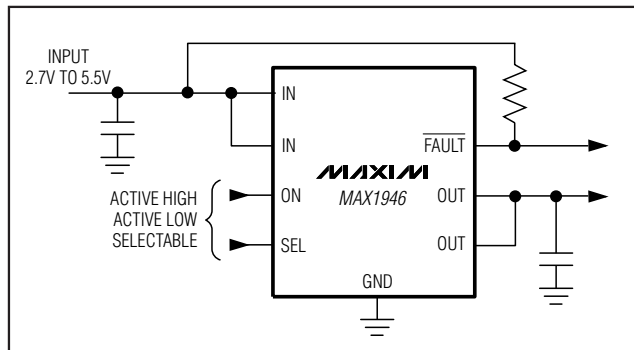 INPUT
2.7V TO 5.5V
IN
IN
FAULT
MAXIM
MAX1946
ON
OUT
ACTIVE HIGH
ACTIVE LOW
SELECTABLE
SEL
OUT
GND